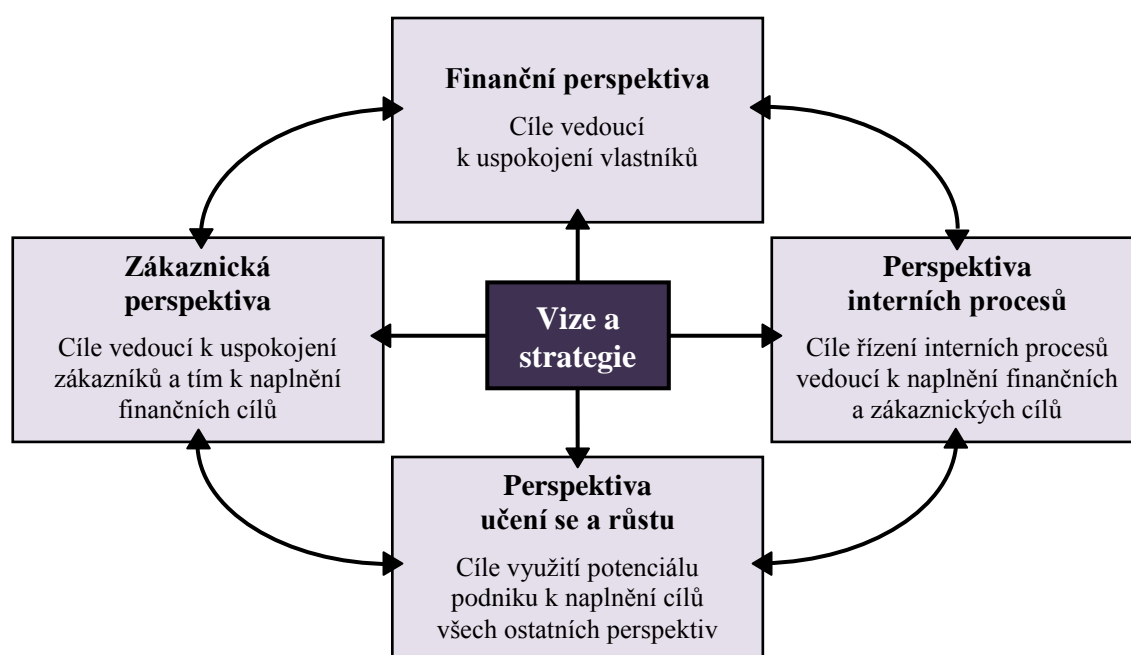 Finanční perspektiva
Cíle vedoucí
k uspokojení vlastníků
Zákaznická
perspektiva
Cíle vedoucí k uspokojení
zákazníků a tím k naplnění
finančních cílů
Vize a
strategie
Perspektiva
interních procesů
Cíle řízení interních procesů
vedoucí k naplnění finančních
a zákaznických cílů
Perspektiva
učení se a růstu
Cíle využití potenciálu
podniku k naplnění cílů
všech ostatních perspektiv